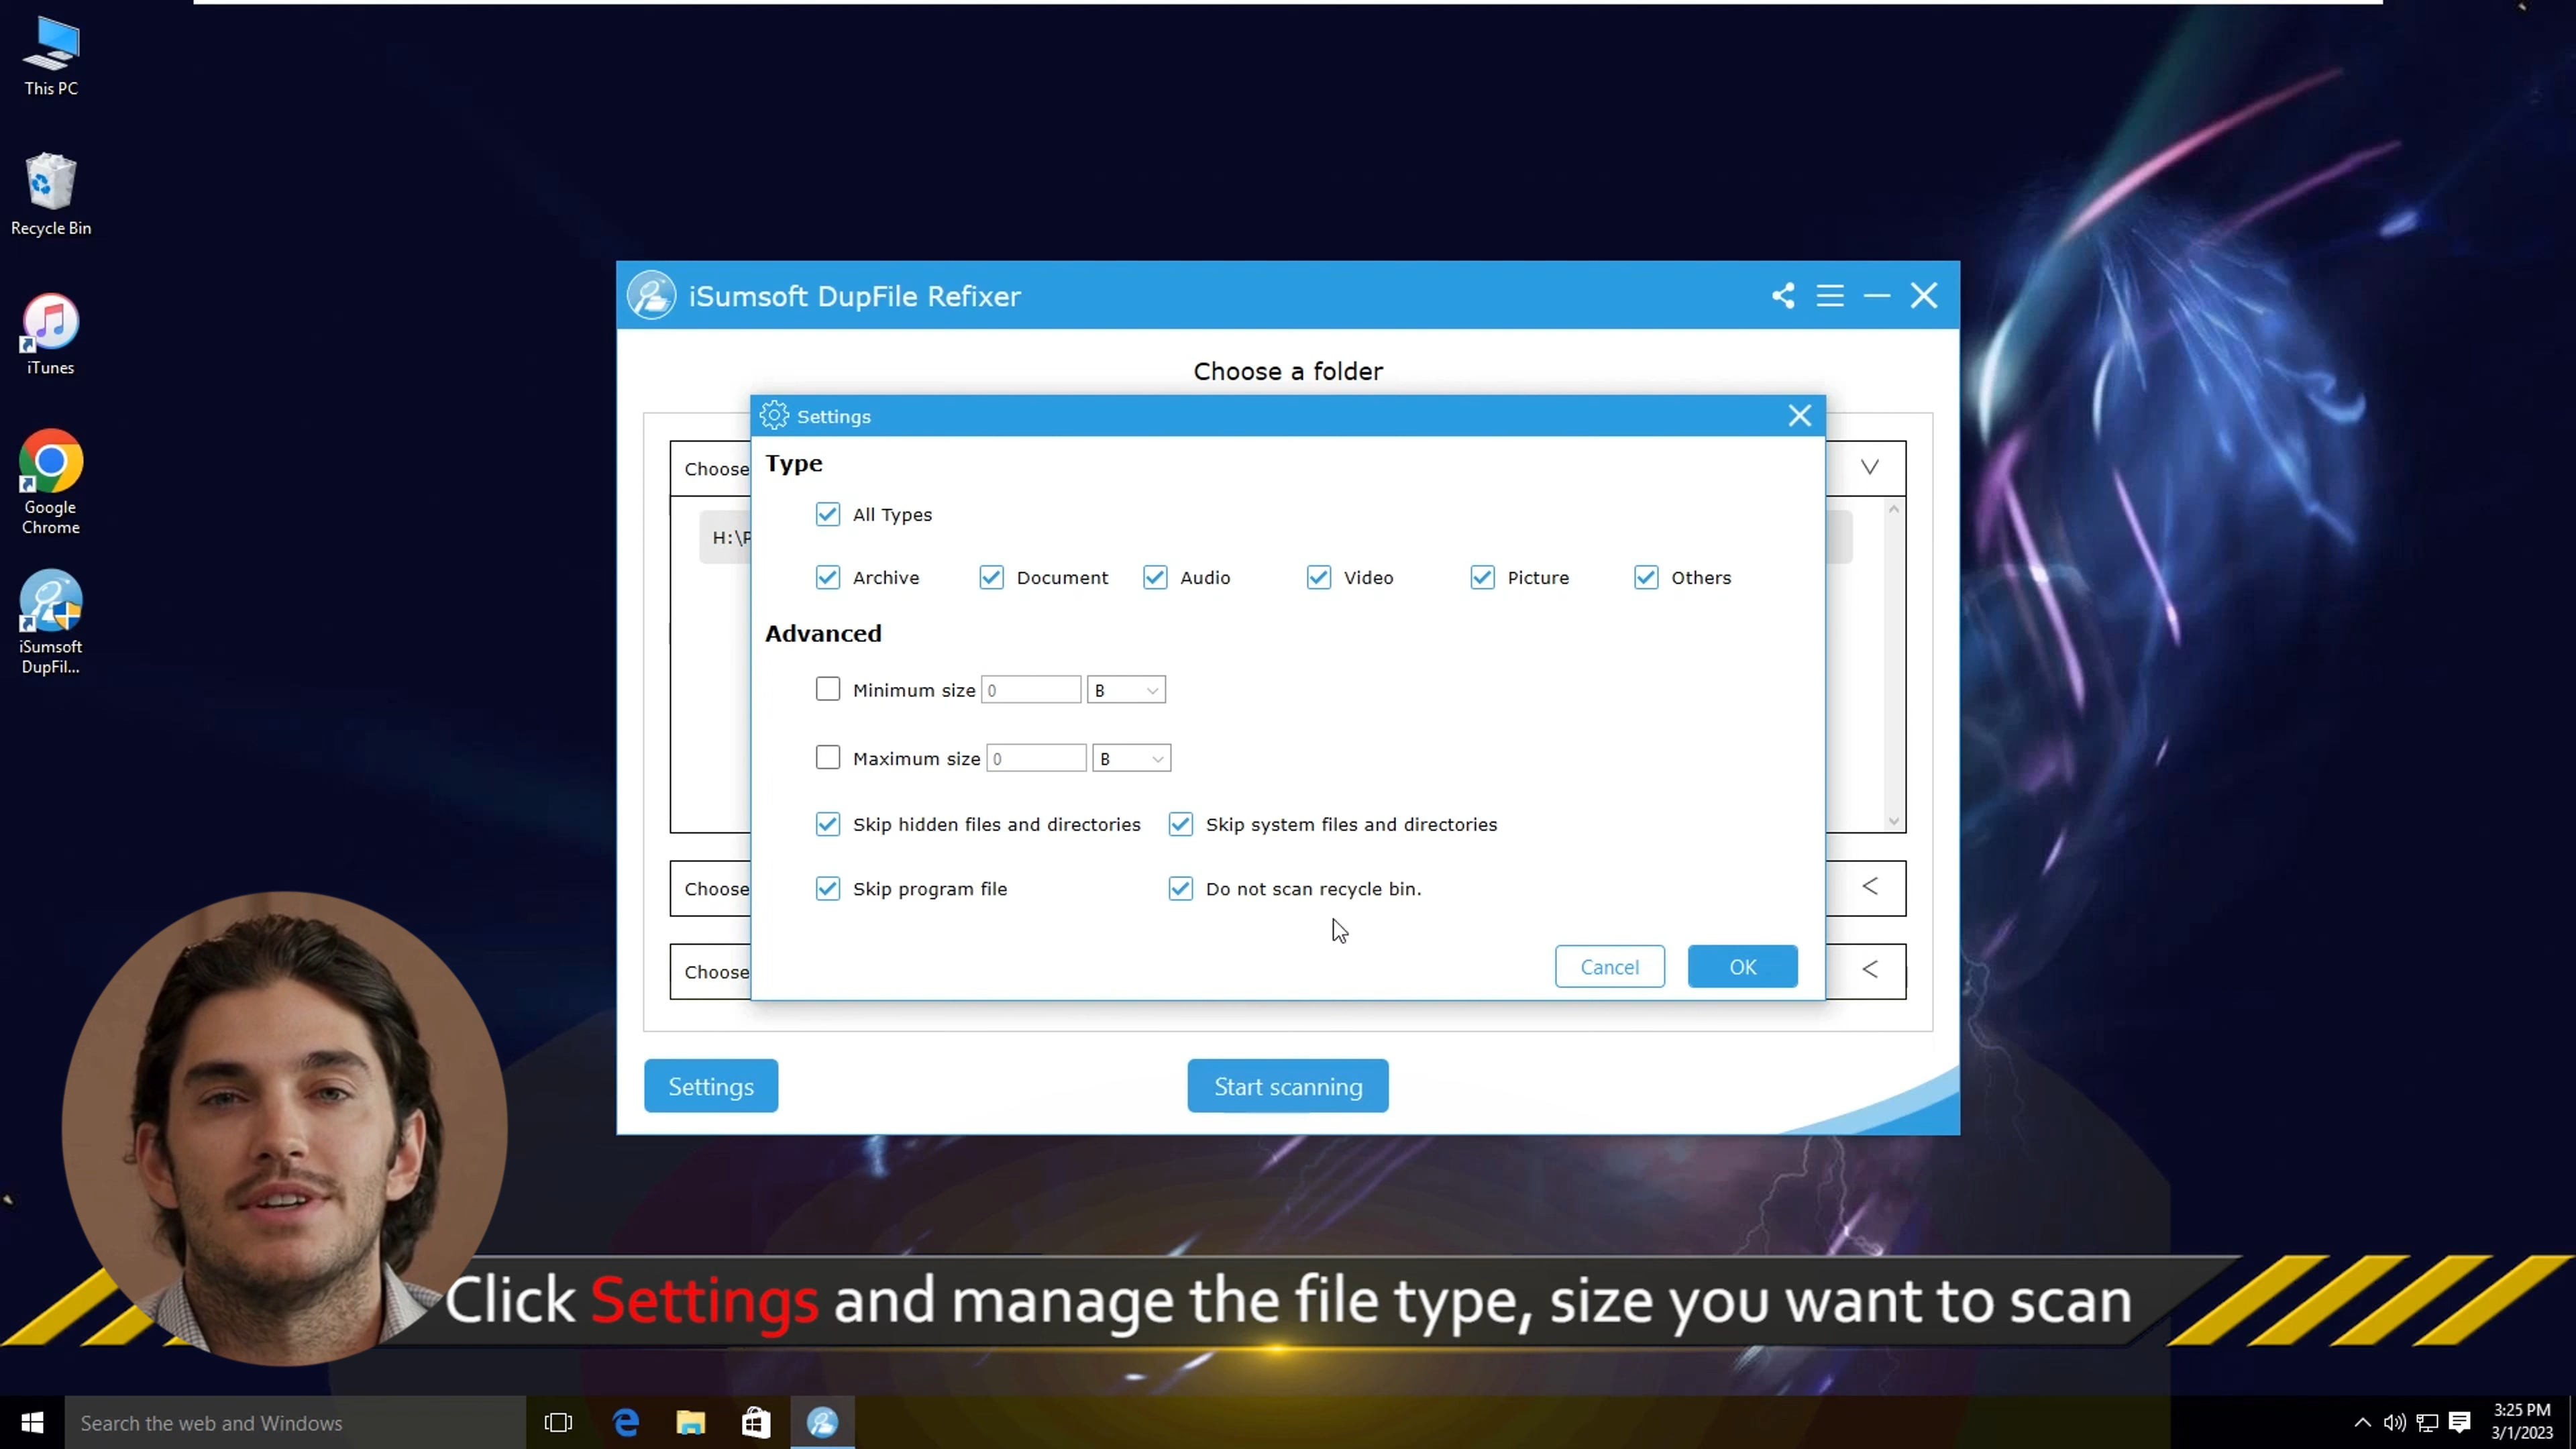 This PC
Recycle Bin
iTunes
Google
Chrome
iSumsoft
DupFil...
iSumsoft DupFile Refixer
Choose a folder
Choose
H:\P
Settings
Type
All Types
Archive Document Audio Video Picture Others
Advanced
Minimum size 0 B
Maximum size 0 B
Skip hidden files and directories Skip system files and directories
Skip program file Do not scan recycle bin.
Choose
Choose
Cancel OK
Settings Start scanning
Click Settings and manage the file type, size you want to scan
Search the web and Windows
3:25 PM
3/1/2023